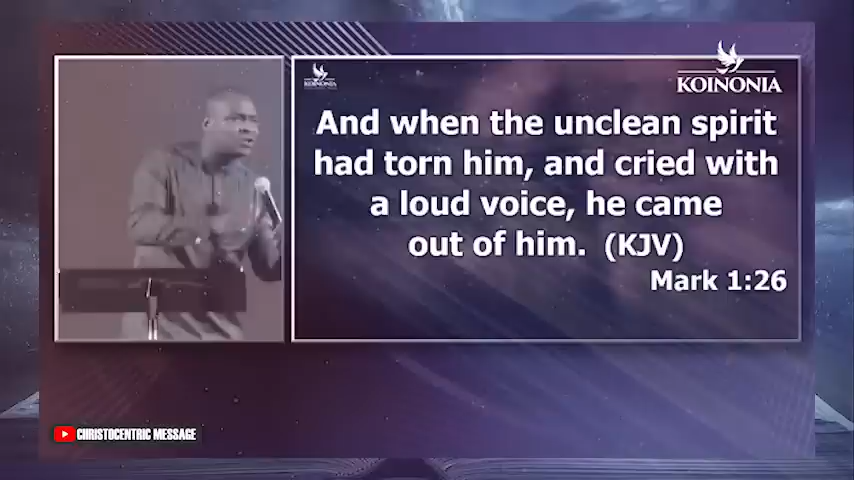 KOINONIA
KOINONIA
And when the unclean spirit
had torn him, and cried with
a loud voice, he came
out of him. (KJV)
Mark 1:26
CHRISTOCENTRIC MESSAGE